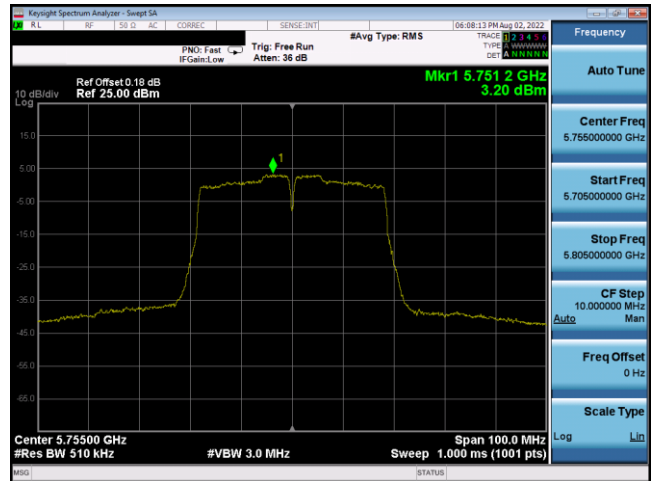 Keysight Spectrum Analyzer - Swept SA
RL RF 50 Ω AC CORREC SENSE:INT 06:08:13 PM Aug 02, 2022
#Avg Type: RMS
TRACE 1 2 3 4 5 6
PNO: Fast Trig: Free Run TYPE A WWWWW
IFGain:Low Atten: 36 dB DET A N N N N N
Frequency
Mkr1 5.751 2 GHz
3.20 dBm
Ref Offset 0.18 dB
10 dB/div Ref 25.00 dBm
Log
15.0
5.00
-5.00
-15.0
-25.0
-35.0
-45.0
-55.0
-65.0
1
Center 5.75500 GHz Span 100.0 MHz
#Res BW 510 kHz #VBW 3.0 MHz Sweep 1.000 ms (1001 pts)
MSG STATUS
Auto Tune
Center Freq
5.755000000 GHz
Start Freq
5.705000000 GHz
Stop Freq
5.805000000 GHz
CF Step
10.000000 MHz
Auto Man
Freq Offset
0 Hz
Scale Type
Log Lin